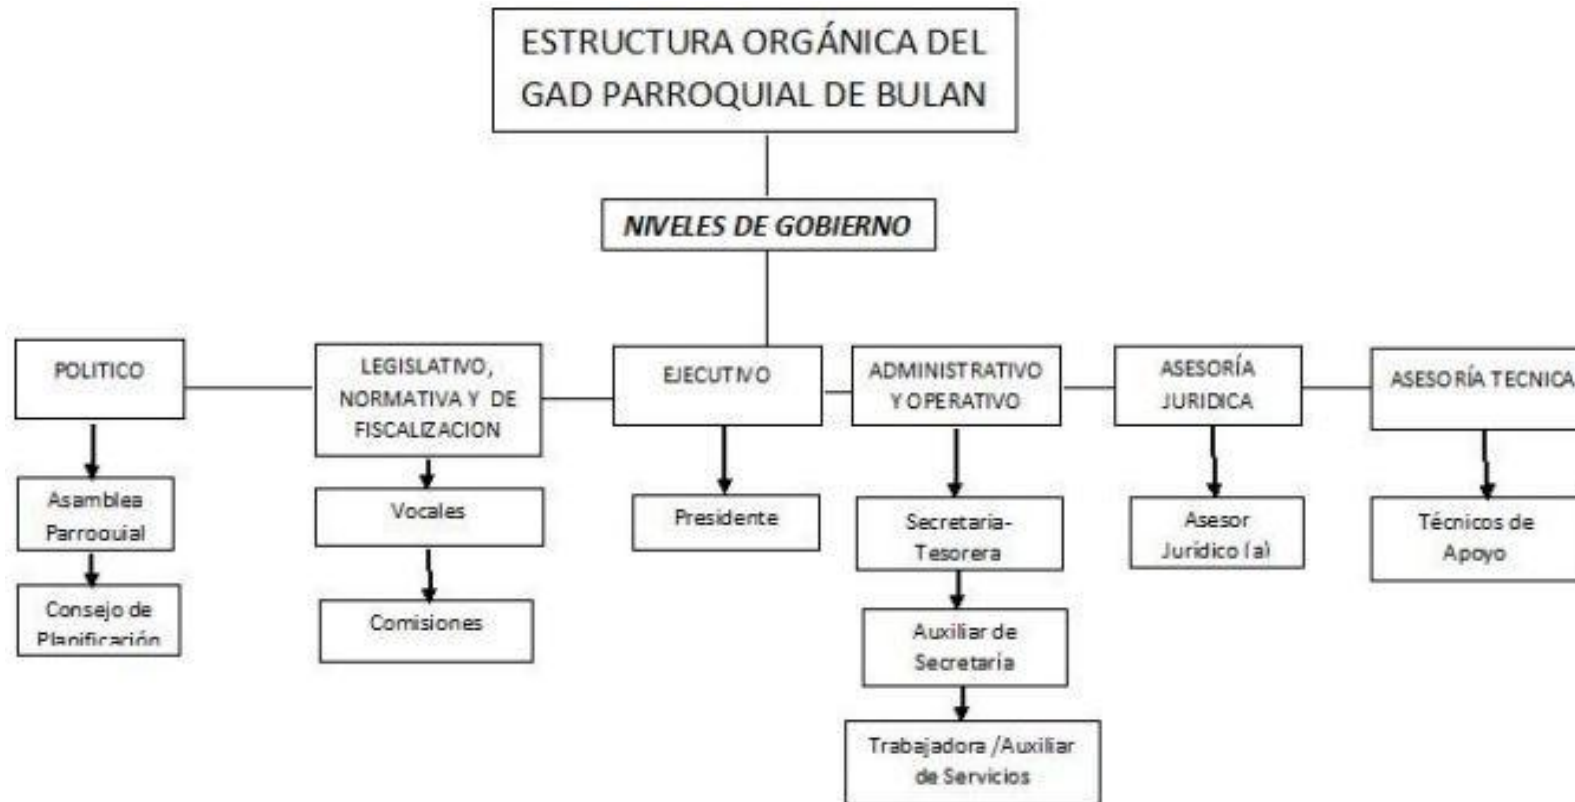 ESTRUCTURA ORGÁNICA DEL
GAD PARROQUIAL DE BULAN
NIVELES DE GOBIERNO
POLITICO
LEGISLATIVO,
NORMATIVA Y DE
FISCALIZACION
EJECUTIVO
ADMINISTRATIVO
Y OPERATIVO
ASESORÍA
JURIDICA
ASESORÍA TECNICA
Asamblea
Parroquial
Consejo de
Planificación
Vocales
Comisiones
Presidente
Secretaria-
Tesorera
Auxiliar de
Secretaría
Trabajadora /Auxiliar
de Servicios
Asesor
Juridico (a)
Técnicos de
Apoyo